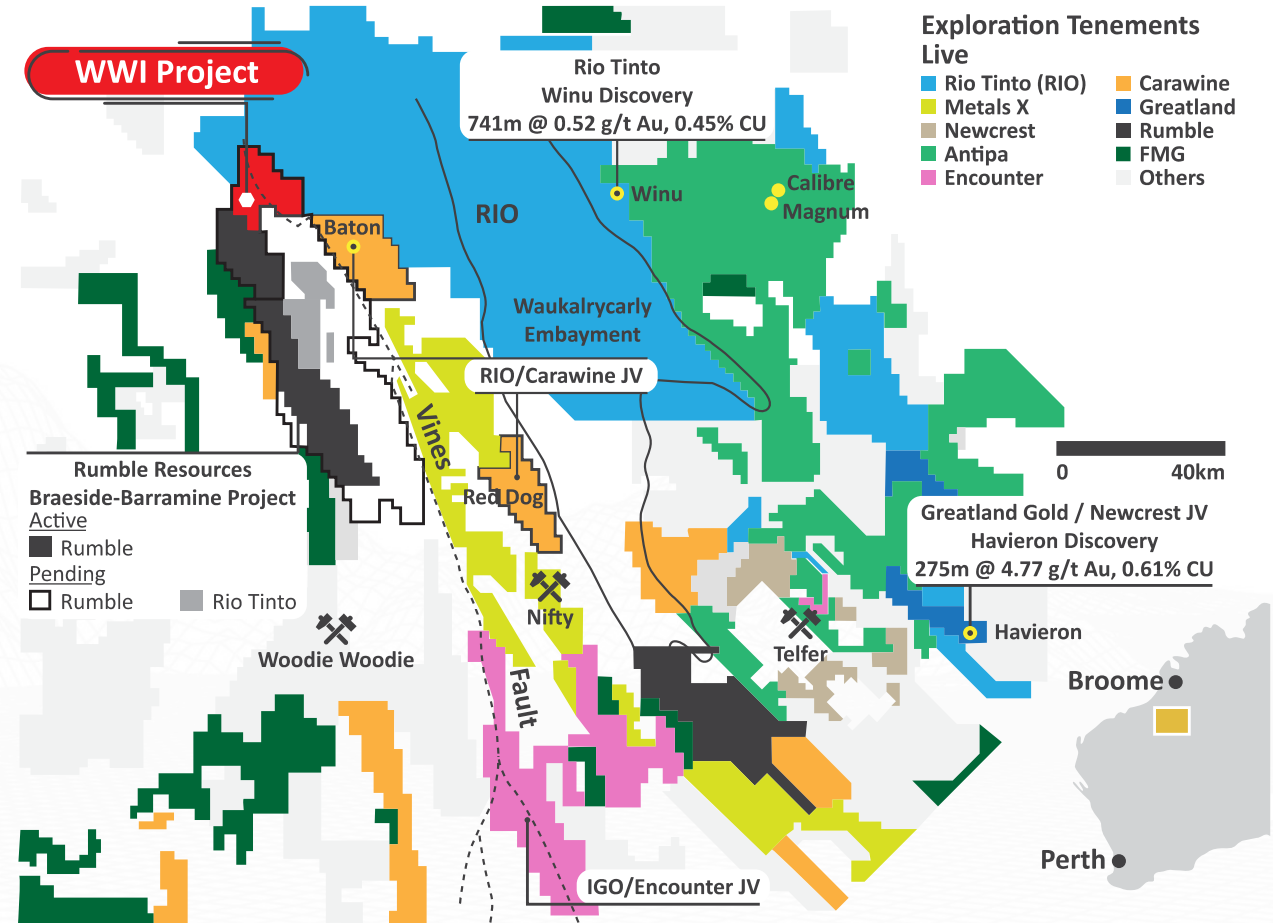 WWI Project
Rio Tinto
Winu Discovery
741m @ 0.52 g/t Au, 0.45% CU
Exploration Tenements
Live
Rio Tinto (RIO)
Metals X
Newcrest
Antipa
Encounter
Carawine
Greatland
Rumble
FMG
Others
Calibre
Magnum
Winu
RIO
Baton
Waukalrycarly
Embayment
RIO/Carawine JV
Vines
Fault
Red Dog
0
40km
Rumble Resources
Braeside-Barramine Project
Active
Rumble
Pending
Rumble
Rio Tinto
Greatland Gold / Newcrest JV
Havieron Discovery
275m @ 4.77 g/t Au, 0.61% CU
Nifty
Woodie Woodie
Telfer
Havieron
Broome
Perth
IGO/Encounter JV